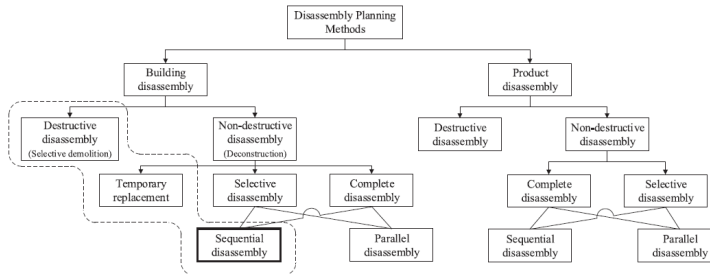 Disassembly Planning
Methods
Building
disassembly
Product
disassembly
Destructive
disassembly
(Selective demolition)
Non-destructive
disassembly
(Deconstruction)
Destructive
disassembly
Non-destructive
disassembly
Temporary
replacement
Selective
disassembly
Complete
disassembly
Complete
disassembly
Selective
disassembly
Sequential
disassembly
Parallel
disassembly
Sequential
disassembly
Parallel
disassembly